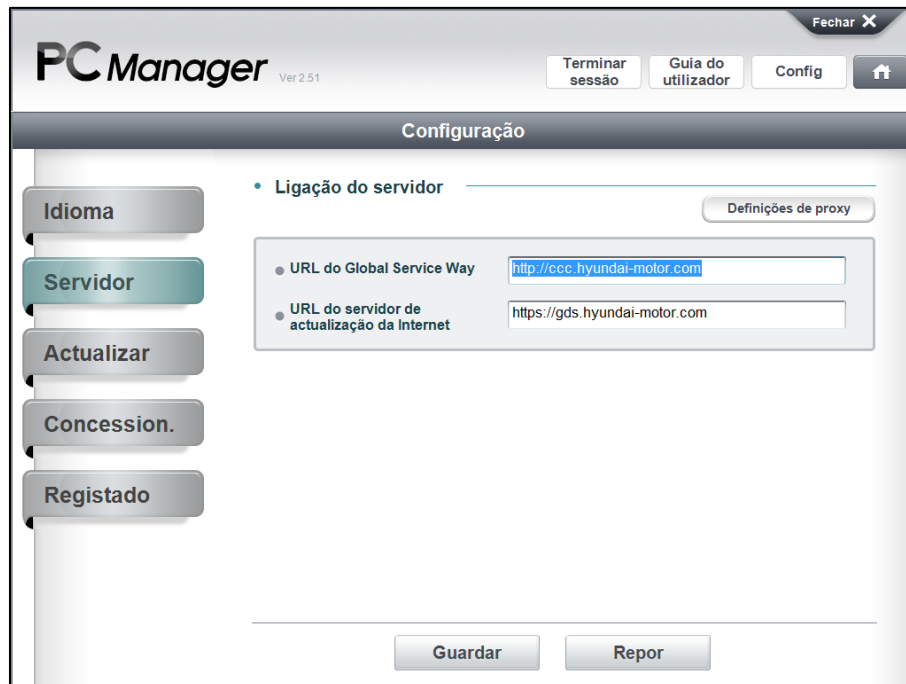 Fechar X
PC Manager Ver 2.51
Terminar sessão
Guia do utilizador
Config
Configuração
Idioma
Servidor
Actualizar
Concession.
Registado
• Ligação do servidor
Definições de proxy
URL do Global Service Way
http://ccc.hyundai-motor.com
URL do servidor de
actualização da Internet
https://gds.hyundai-motor.com
Guardar
Repor